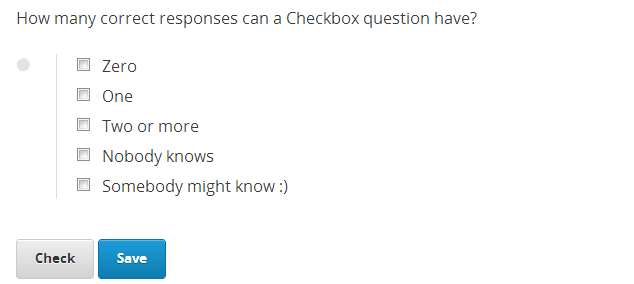 How many correct responses can a Checkbox question have?
Zero
One
Two or more
Nobody knows
Somebody might know :)
Check Save